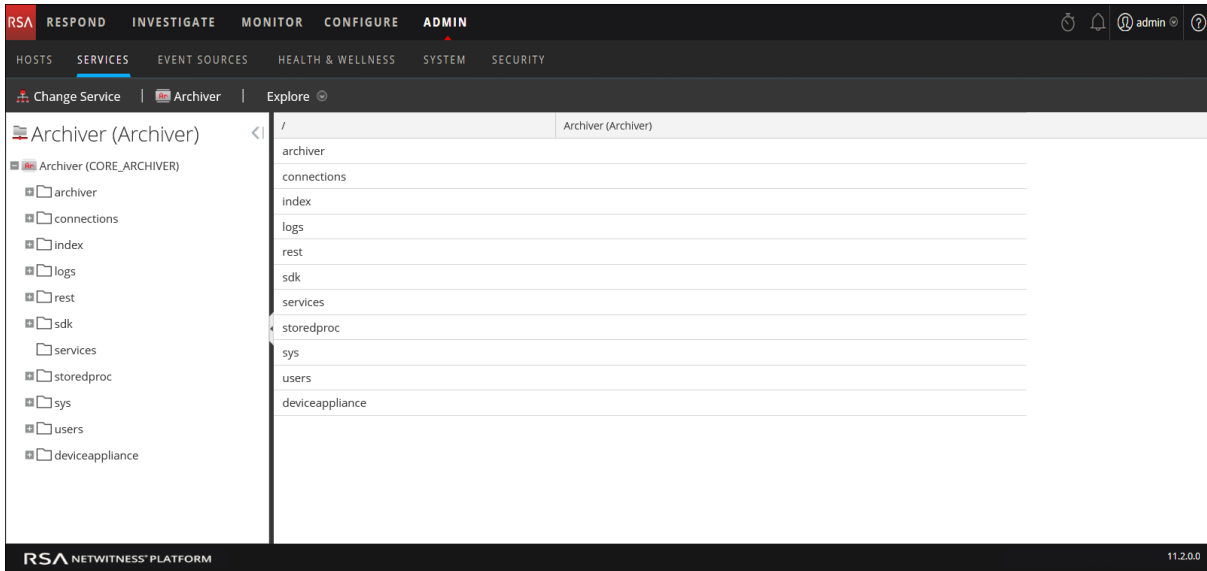 RSA RESPOND INVESTIGATE MONITOR CONFIGURE ADMIN admin ?
HOSTS SERVICES EVENT SOURCES HEALTH & WELLNESS SYSTEM SECURITY
Change Service | Ar Archiver | Explore
Archiver (Archiver)
/ Archiver (Archiver)
Ar Archiver (CORE_ARCHIVER)
archiver
connections
index
logs
rest
sdk
services
storedproc
sys
users
deviceappliance
archiver
connections
index
logs
rest
sdk
services
storedproc
sys
users
deviceappliance
RSA NETWITNESS® PLATFORM 11.2.0.0